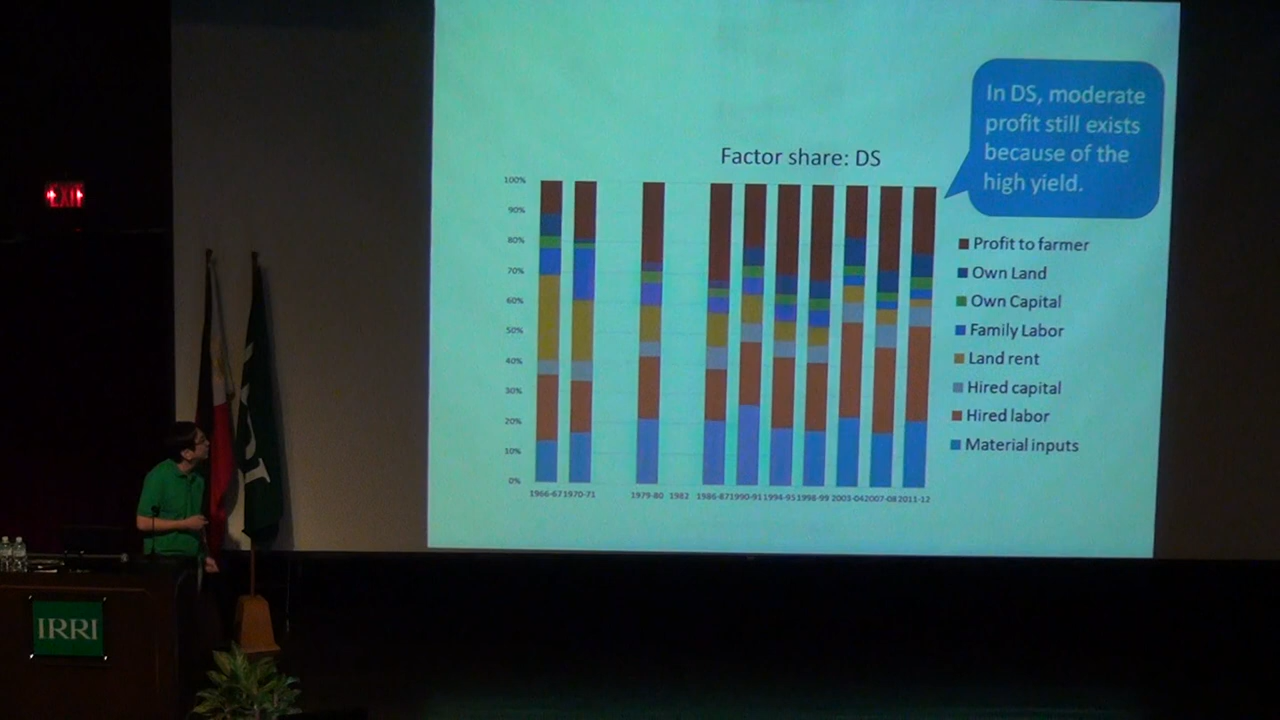 EXIT
In DS, moderate
profit still exists
because of the
high yield.
Factor share: DS
100%
90%
80%
70%
60%
50%
40%
30%
20%
10%
0%
1966-67 1970-71 1979-80 1982 1986-87 1990-91 1994-95 1998-99 2003-04 2007-08 2011-12
Profit to farmer
Own Land
Own Capital
Family Labor
Land rent
Hired capital
Hired labor
Material inputs
IRRI